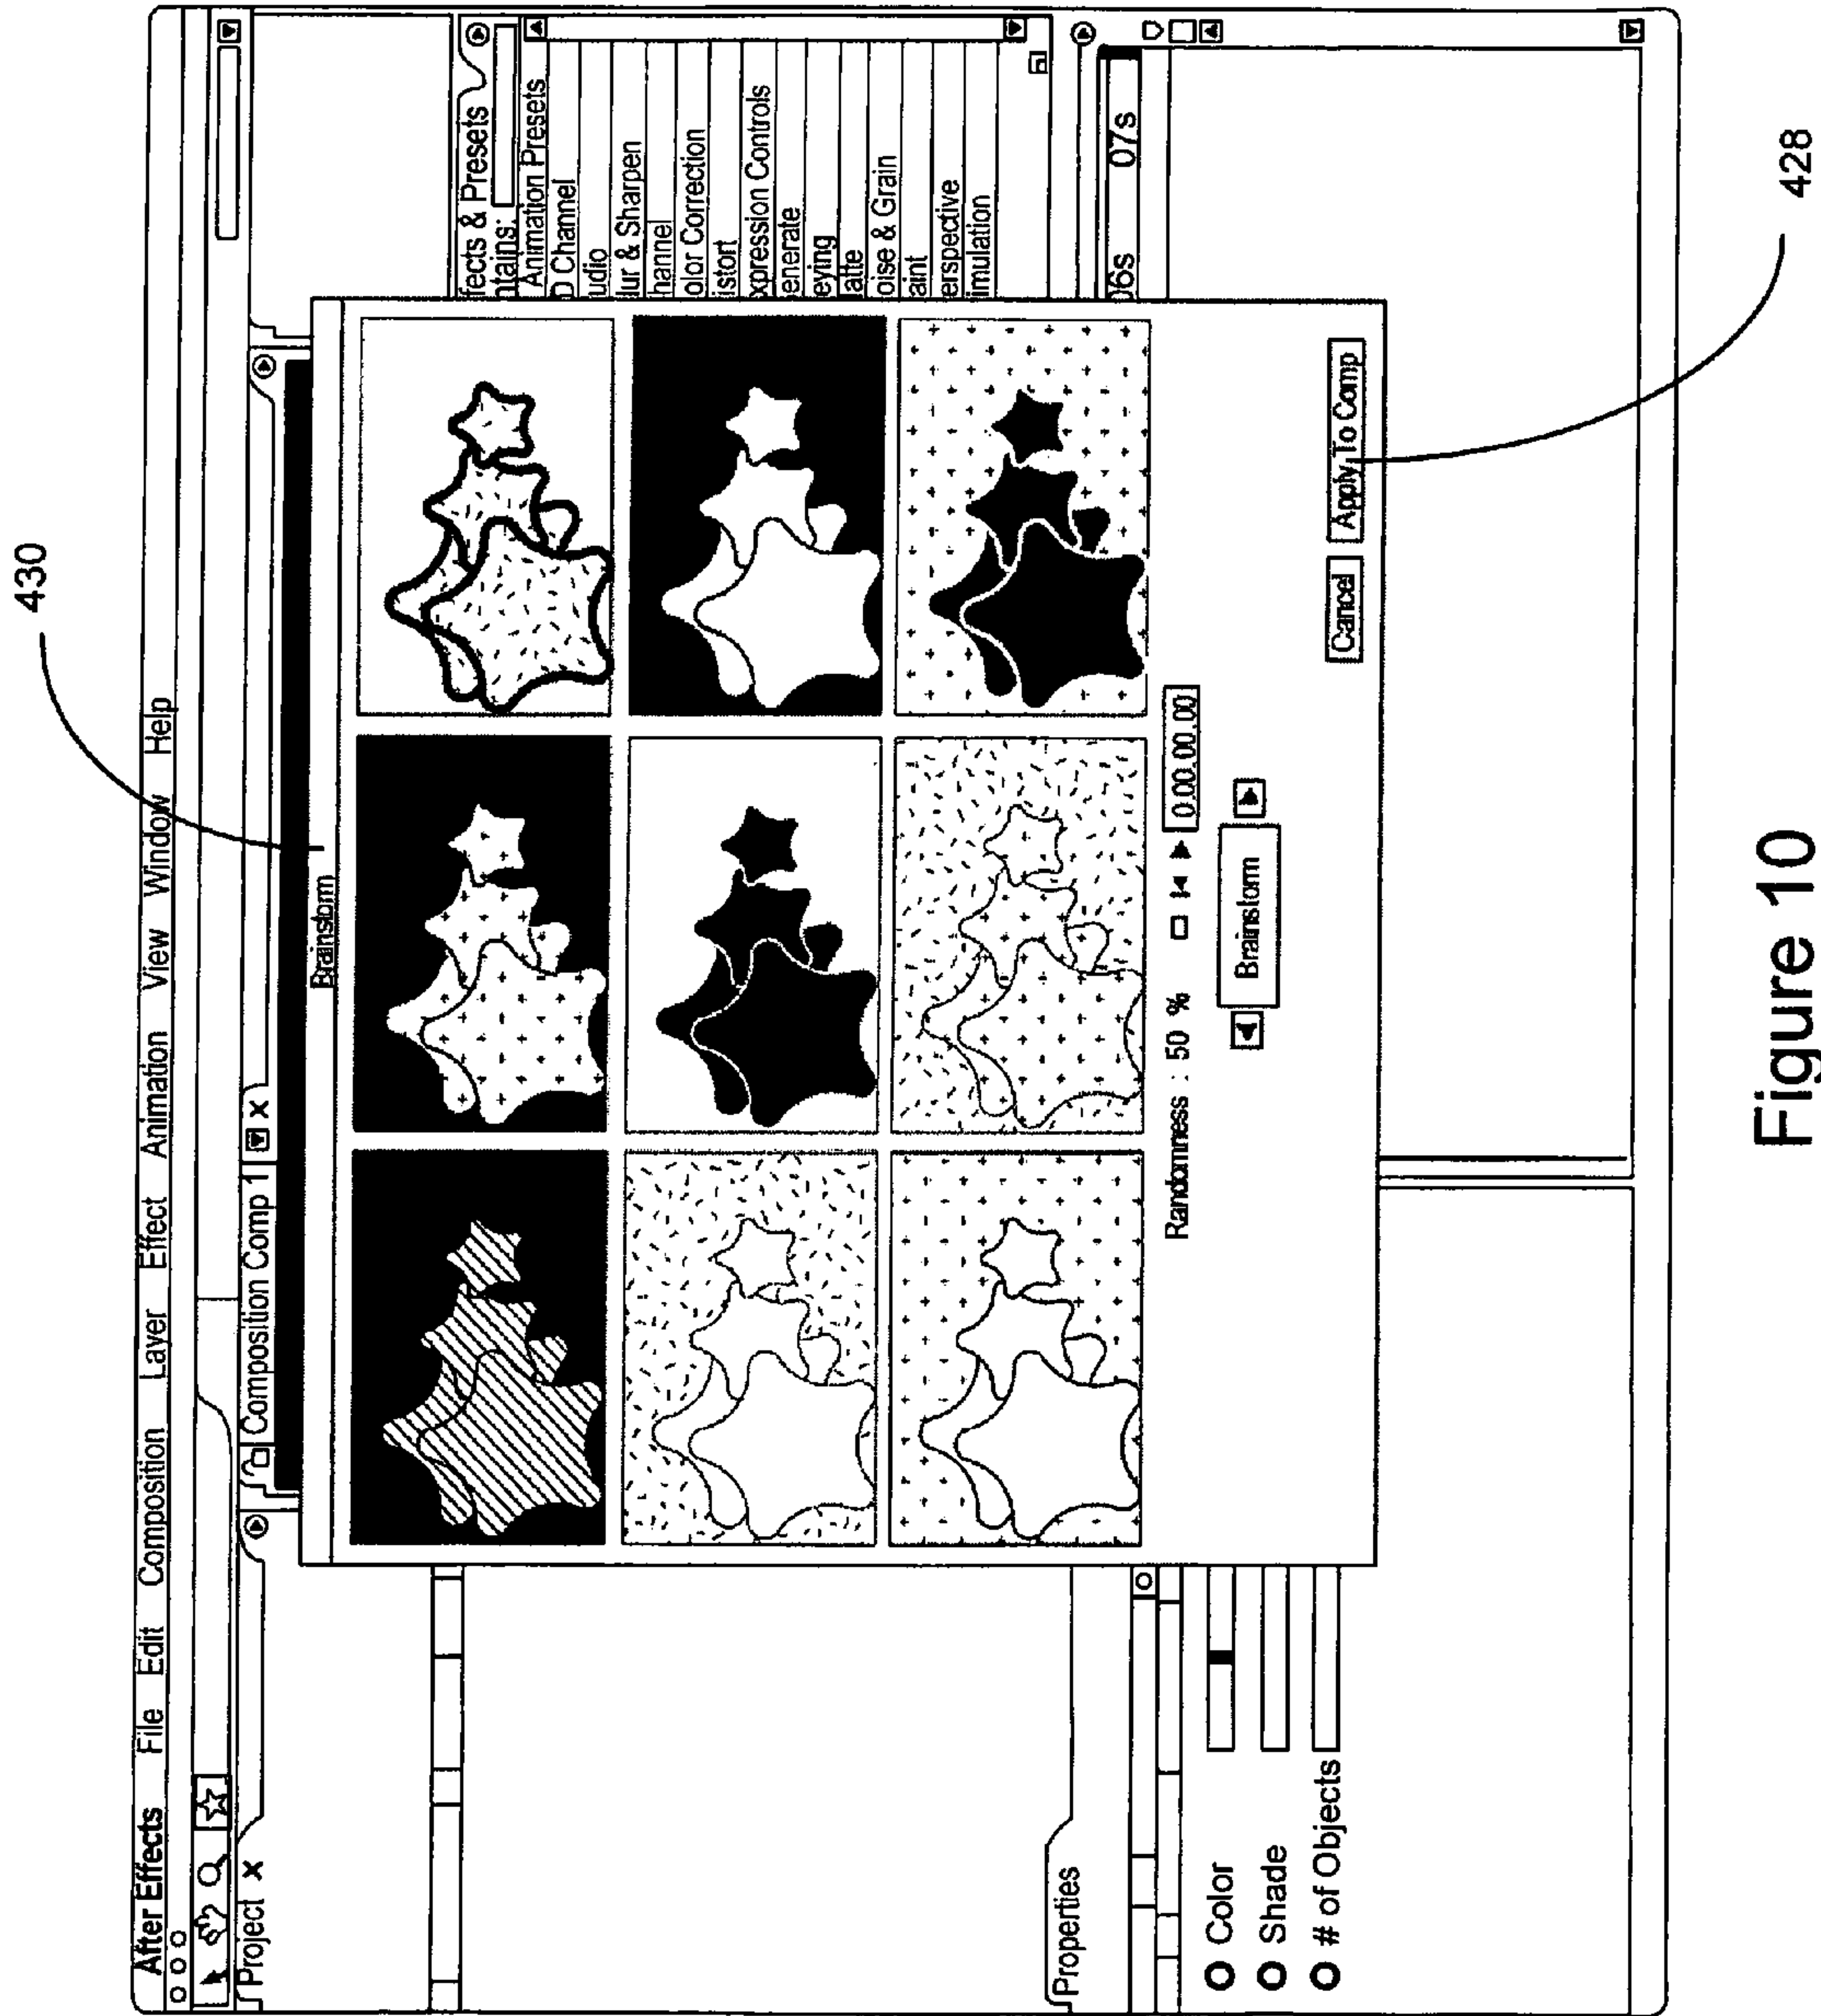 430
After Effects File Edit Composition Layer Effect Animation View Window Help
Project x
Composition Comp 1 x
Brainstorm
ffects & Presets
ntains:
Animation Presets
D Channel
udio
lur & Sharpen
hannel
olor Correction
istort
xpression Controls
enerate
eying
atte
oise & Grain
aint
erspective
imulation
06s 07s
Properties
Color
Shade
# of Objects
Randomness : 50 % 0.00.00.00
Brainstorm
Cancel Apply To Comp
428
Figure 10